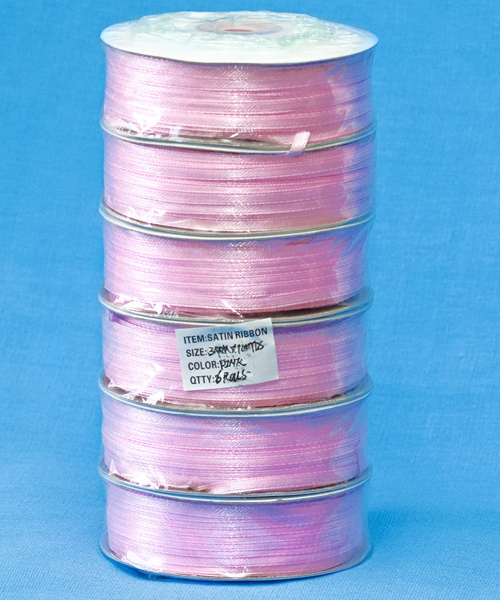 ITEM:SATIN RIBBON
SIZE:
COLOR:PINK
QTTY:6 ROLLS